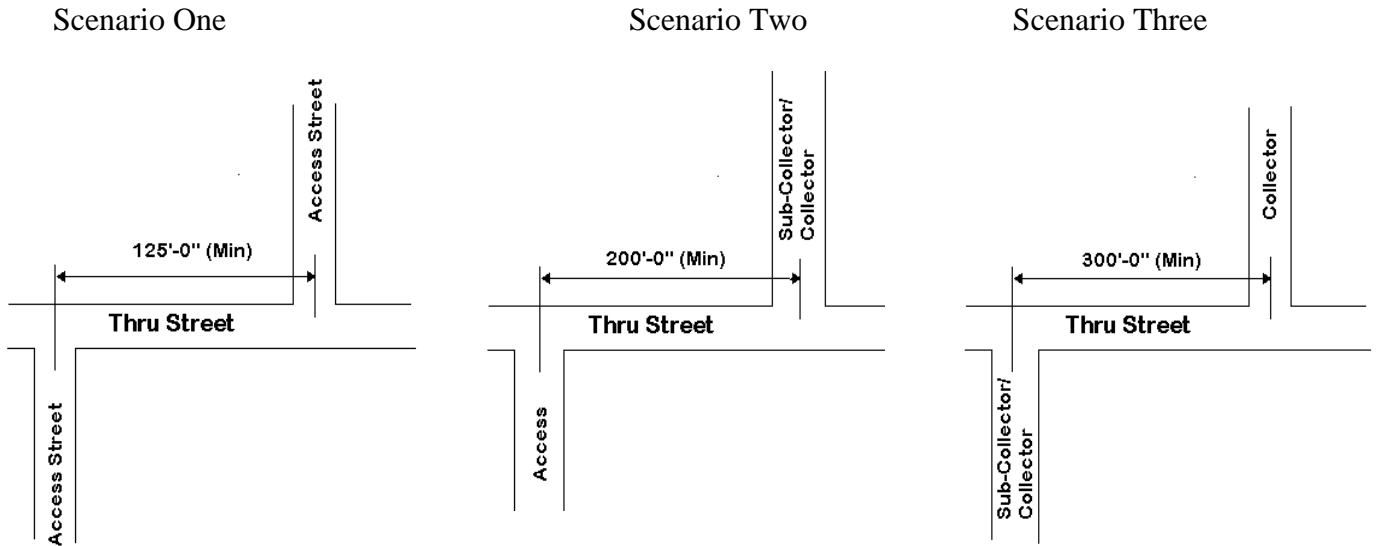 Scenario One
Scenario Two
Scenario Three
Access Street
125'-0" (Min)
Thru Street
Access Street
Sub-Collector/
Collector
200'-0" (Min)
Thru Street
Access
Collector
300'-0" (Min)
Thru Street
Sub-Collector/
Collector